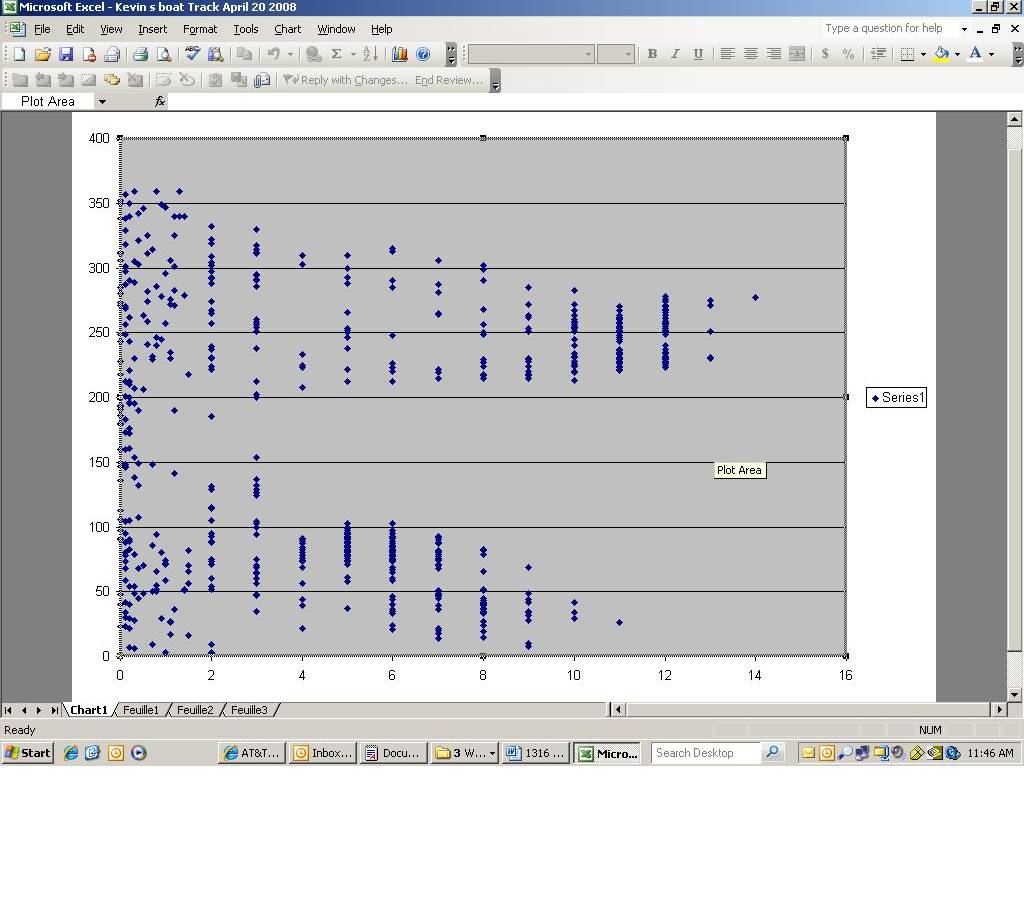 Microsoft Excel - Kevin s boat Track April 20 2008
File Edit View Insert Format Tools Chart Window Help Type a question for help
B I U $ %
Reply with Changes... End Review...
Plot Area fx
400
350
300
250
200
150
100
50
0
0 2 4 6 8 10 12 14 16
Series1
Plot Area
Chart1 Feuille1 Feuille2 Feuille3
Ready NUM
Start AT&T... Inbox... Docu... 3 W... 1316 ... Micro... Search Desktop 11:46 AM